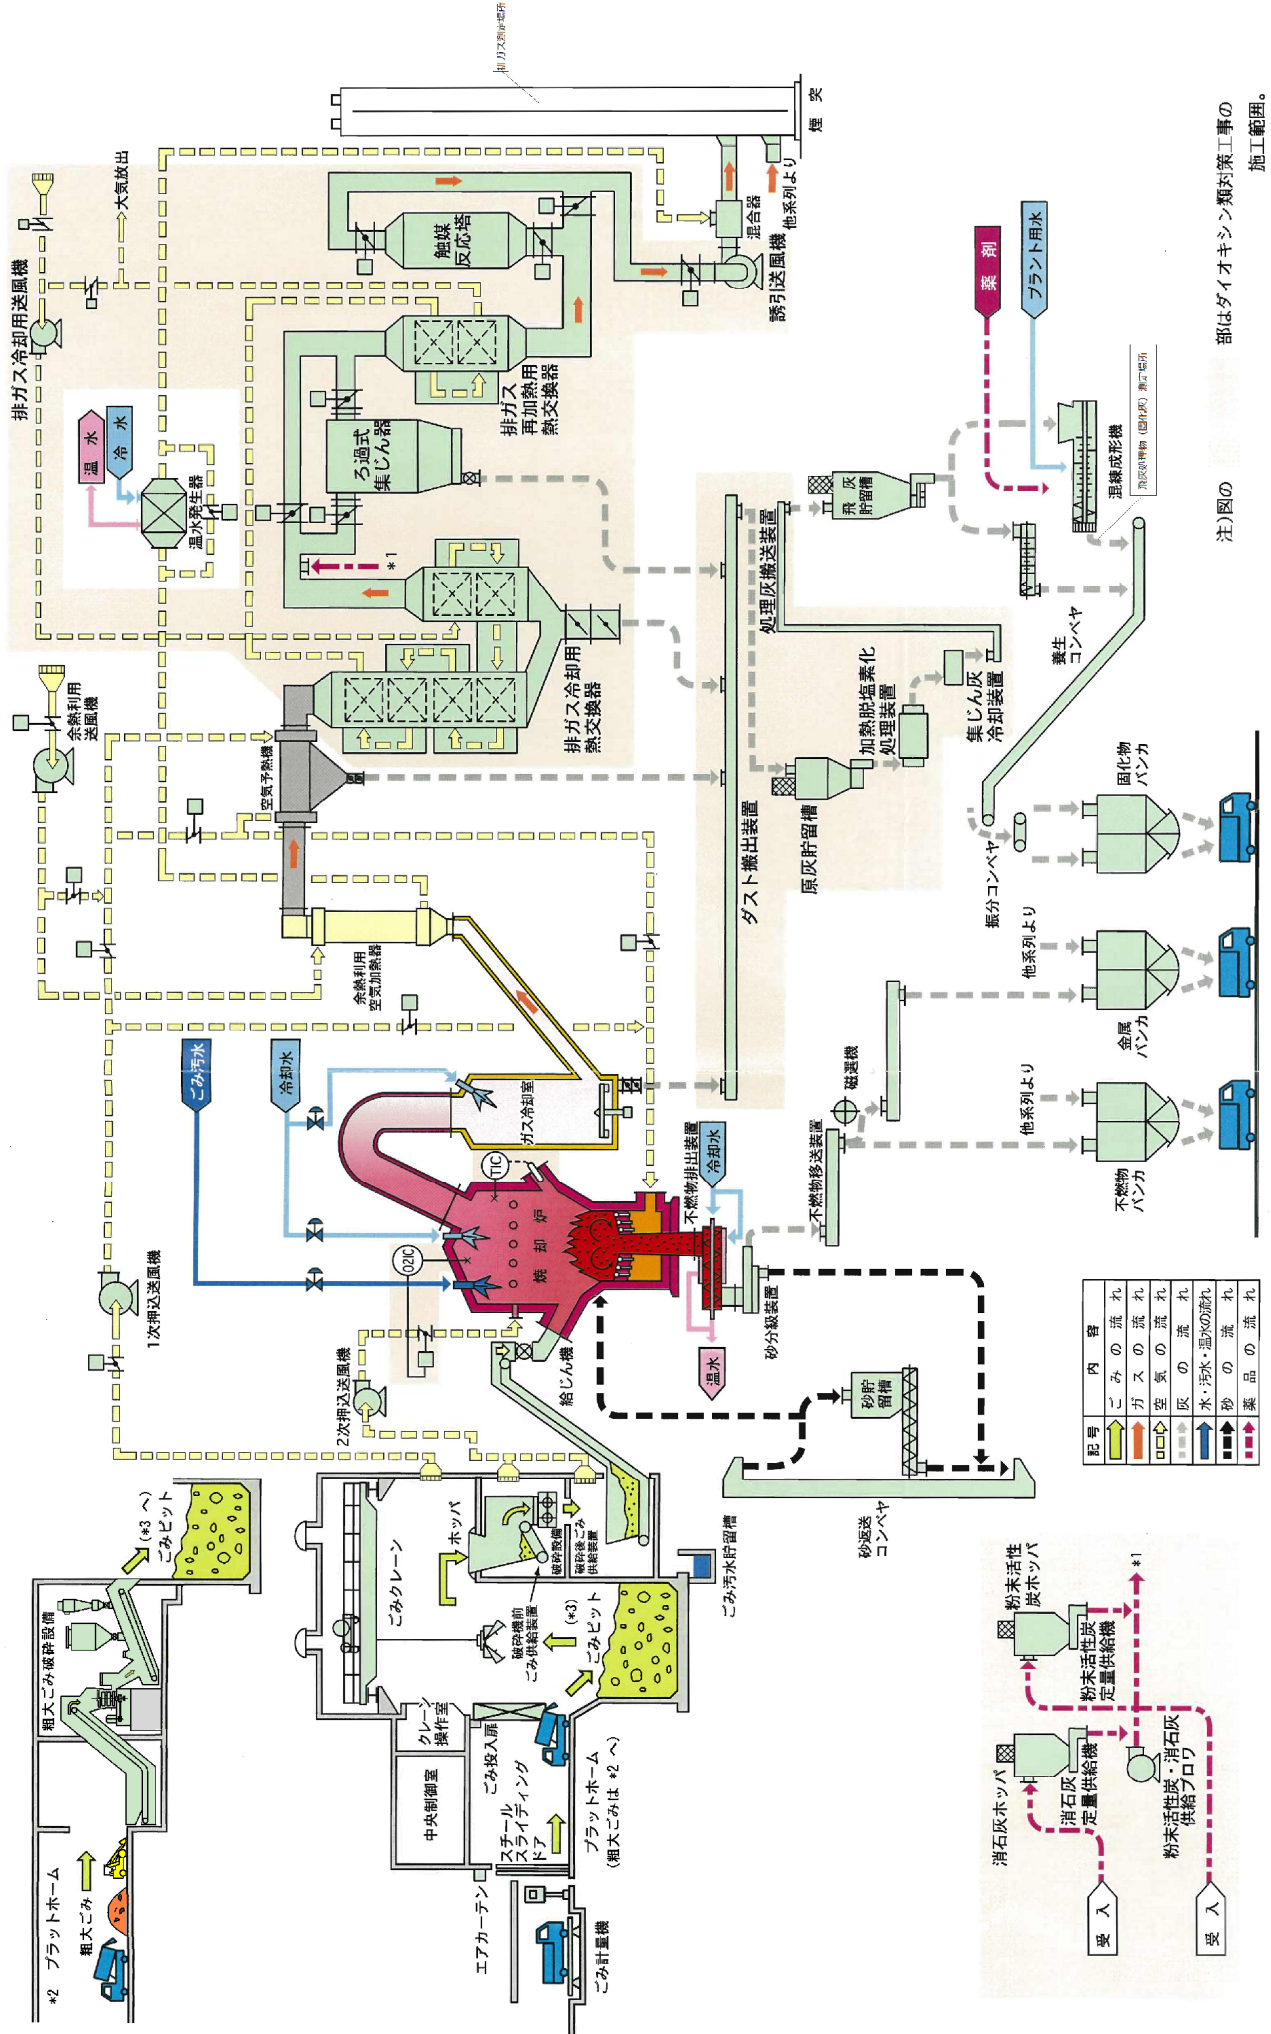 *2 プラットホーム
粗大ごみ
粗大ごみ破砕設備
(*3 へ)
ごみピット
ごみクレーン
クレーン
操作室
中央制御室
ホッパ
破砕設備
破砕後ごみ
供給装置
破砕機前
ごみ供給装置
(*3)
ごみピット
ごみ投入扉
スチール
スライディング
ドア
プラットホーム
(粗大ごみは *2 へ)
エアカーテン
ごみ計量機
ごみ汚水貯留槽
1次押込送風機
2次押込送風機
給じん機
ごみ汚水
冷却水
O2IC
TIC
焼却炉
ガス冷却室
余熱利用
空気加熱器
余熱利用
送風機
空気予熱機
排ガス冷却用
熱交換器
排ガス冷却用送風機
大気放出
温水
冷水
温水発生器
*1
ろ過式
集じん器
排ガス
再加熱用
熱交換器
触媒
反応塔
誘引送風機
混合器
他系列より
煙突
排ガス測定場所
不燃物排出装置
冷却水
温水
砂分級装置
砂貯
留槽
砂返送
コンベヤ
不燃物移送装置
磁選機
ダスト搬出装置
処理灰搬送装置
原灰貯留槽
加熱脱塩素化
処理装置
集じん灰
冷却装置
飛灰
貯留槽
薬剤
プラント用水
混練成形機
飛灰処理物(固化灰)測定場所
養生
コンベヤ
振分コンベヤ
他系列より
他系列より
不燃物
バンカ
金属
バンカ
固化物
バンカ
記号 内容
ごみの流れ
ガスの流れ
空気の流れ
灰の流れ
水・汚水・温水の流れ
砂の流れ
薬品の流れ
消石灰ホッパ
消石灰
定量供給機
粉末活性
炭ホッパ
粉末活性炭
定量供給機
粉末活性炭・消石灰
供給ブロワ
*1
受入
受入
注)図の 部はダイオキシン類対策工事の
施工範囲。